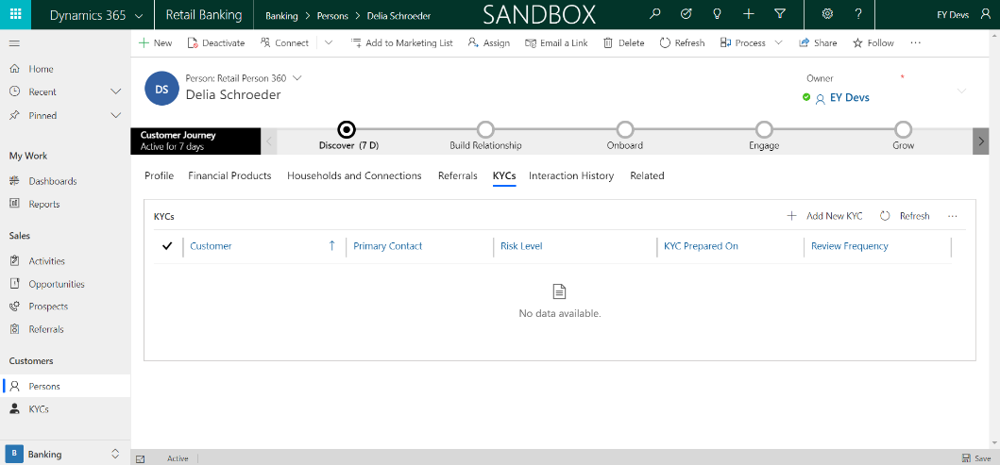 Dynamics 365 Retail Banking Banking > Persons > Delia Schroeder SANDBOX EY Devs
New Deactivate Connect Add to Marketing List Assign Email a Link Delete Refresh Process Share Follow ...
Home
Recent
Pinned
My Work
Dashboards
Reports
Sales
Activities
Opportunities
Prospects
Referrals
Customers
Persons
KYCs
B Banking
DS
Person: Retail Person 360
Delia Schroeder
Owner *
EY Devs
Customer Journey
Active for 7 days
Discover (7 D) Build Relationship Onboard Engage Grow
Profile Financial Products Households and Connections Referrals KYCs Interaction History Related
KYCs Add New KYC Refresh ...
Customer Primary Contact Risk Level KYC Prepared On Review Frequency
No data available.
Active Save